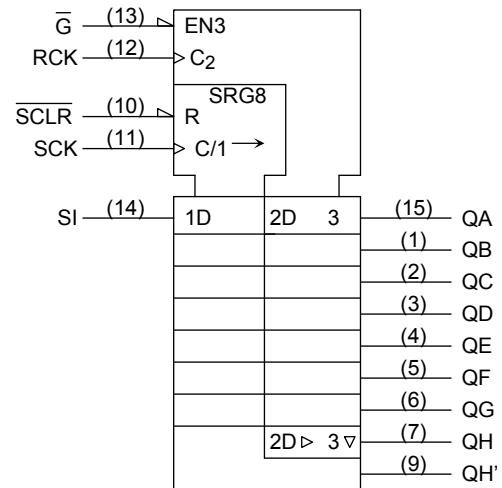 G (13) EN3
RCK (12) C2
SRG8
SCLR (10) R
SCK (11) C/1
SI (14) 1D 2D 3 (15) QA
(1) QB
(2) QC
(3) QD
(4) QE
(5) QF
(6) QG
2D 3 (7) QH
(9) QH'